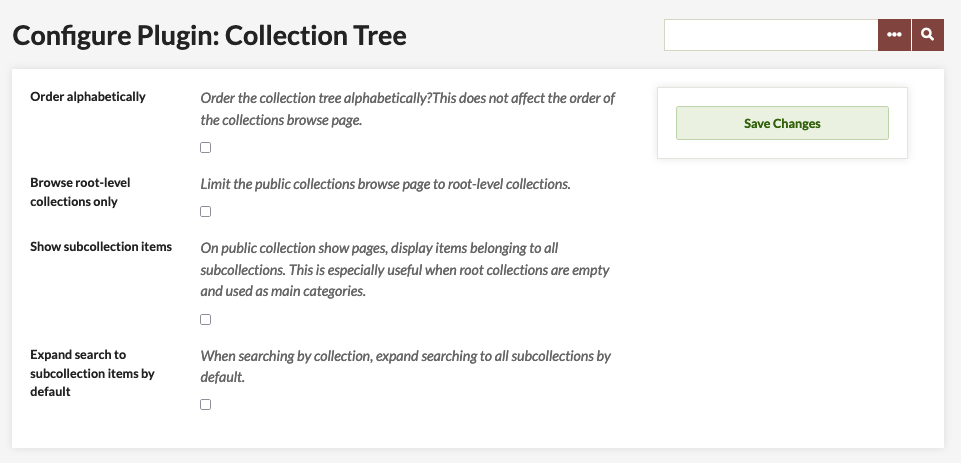 Configure Plugin: Collection Tree
Order alphabetically
Order the collection tree alphabetically?This does not affect the order of
the collections browse page.
Save Changes
Browse root-level
collections only
Limit the public collections browse page to root-level collections.
Show subcollection items
On public collection show pages, display items belonging to all
subcollections. This is especially useful when root collections are empty
and used as main categories.
Expand search to
subcollection items by
default
When searching by collection, expand searching to all subcollections by
default.